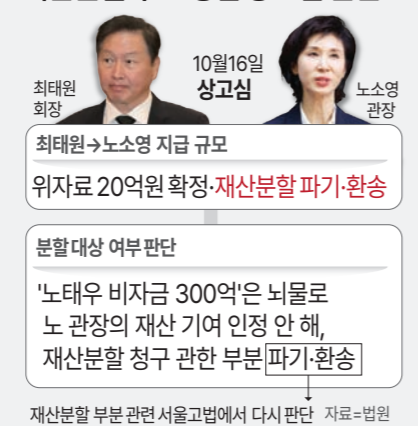 10월16일
상고심
최태원
회장
노소영
관장
최태원→노소영 지급 규모
위자료 20억원 확정·재산분할 파기·환송
분할대상 여부 판단
'노태우 비자금 300억'은 뇌물로
노 관장의 재산 기여 인정 안 해,
재산분할 청구 관한 부분 파기·환송
재산분할 부분 관련 서울고법에서 다시 판단 자료=법원